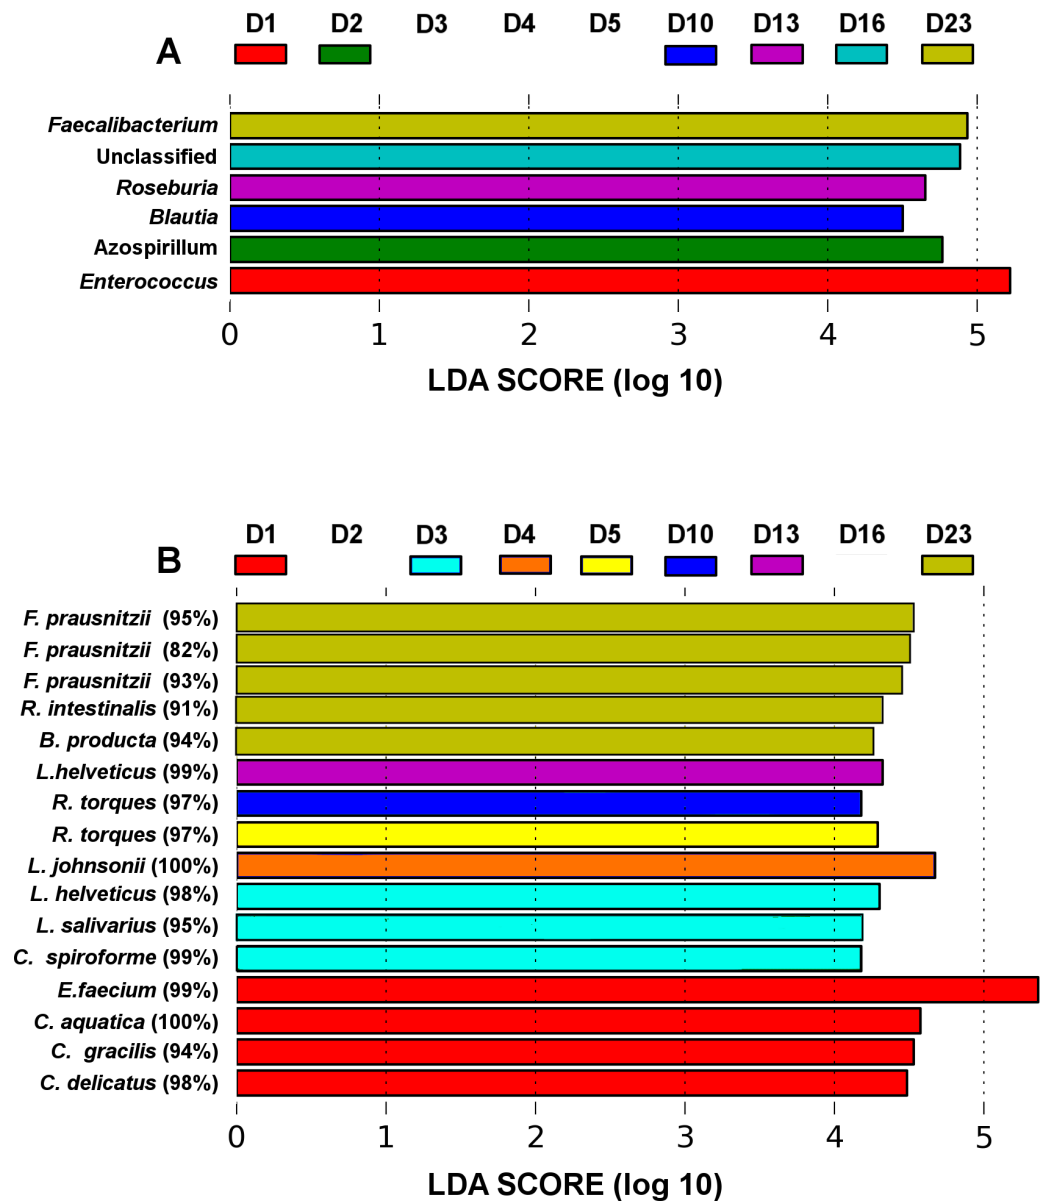 D1 D2 D3 D4 D5 D10 D13 D16 D23
A
Faecalibacterium
Unclassified
Roseburia
Blautia
Azospirillum
Enterococcus
0 1 2 3 4 5
LDA SCORE (log 10)
D1 D2 D3 D4 D5 D10 D13 D16 D23
B
F. prausnitzii (95%)
F. prausnitzii (82%)
F. prausnitzii (93%)
R. intestinalis (91%)
B. producta (94%)
L.helveticus (99%)
R. torques (97%)
R. torques (97%)
L. johnsonii (100%)
L. helveticus (98%)
L. salivarius (95%)
C. spiroforme (99%)
E.faecium (99%)
C. aquatica (100%)
C. gracilis (94%)
C. delicatus (98%)
0 1 2 3 4 5
LDA SCORE (log 10)